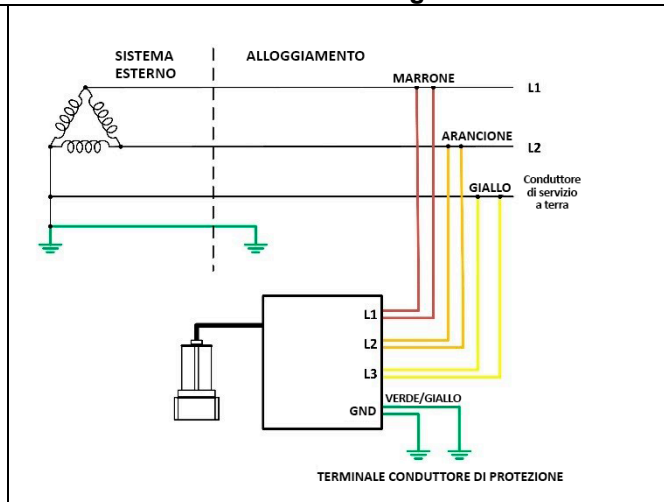 SISTEMA
ESTERNO
ALLOGGIAMENTO
MARRONE
L1
ARANCIONE
L2
GIALLO
Conduttore
di servizio
a terra
L1
L2
L3
GND
VERDE/GIALLO
TERMINALE CONDUTTORE DI PROTEZIONE